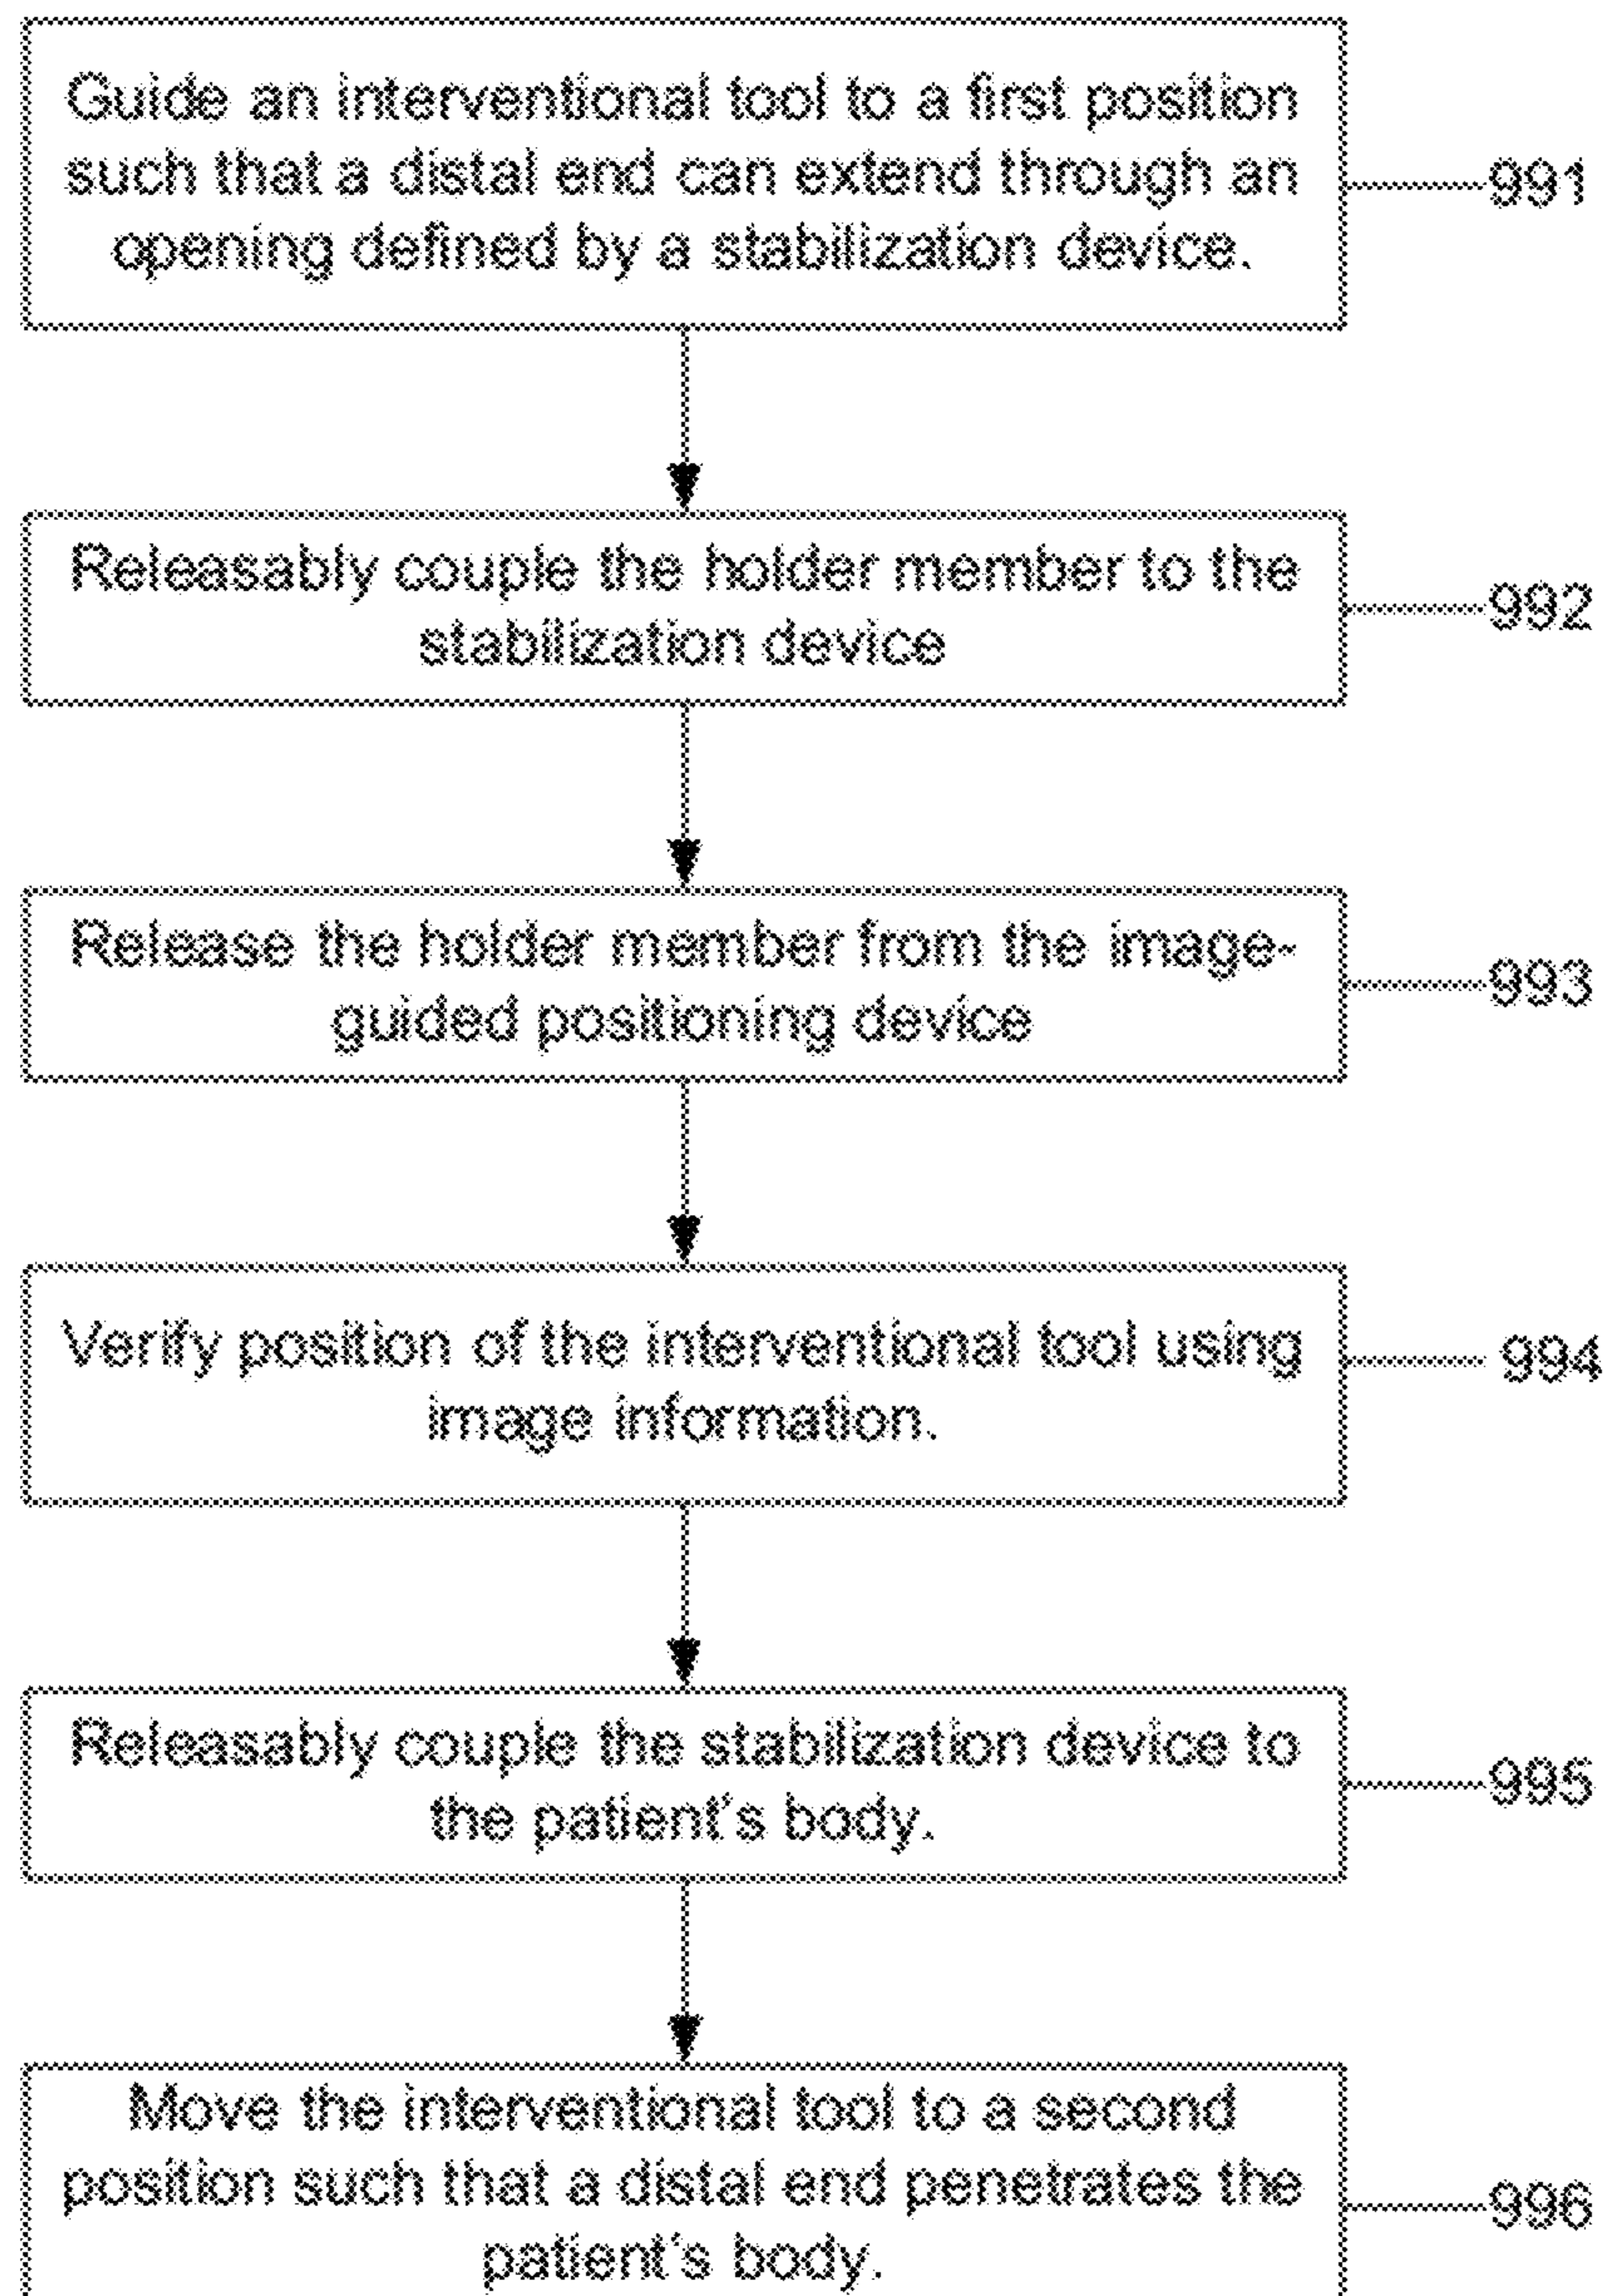 Guide an interventional tool to a first position
such that a distal end can extend through an
opening defined by a stabilization device.
991
Releasably couple the holder member to the
stabilization device
992
Release the holder member from the image-
guided positioning device
993
Verify position of the interventional tool using
image information.
994
Releasably couple the stabilization device to
the patient's body.
995
Move the interventional tool to a second
position such that a distal end penetrates the
patient's body.
996